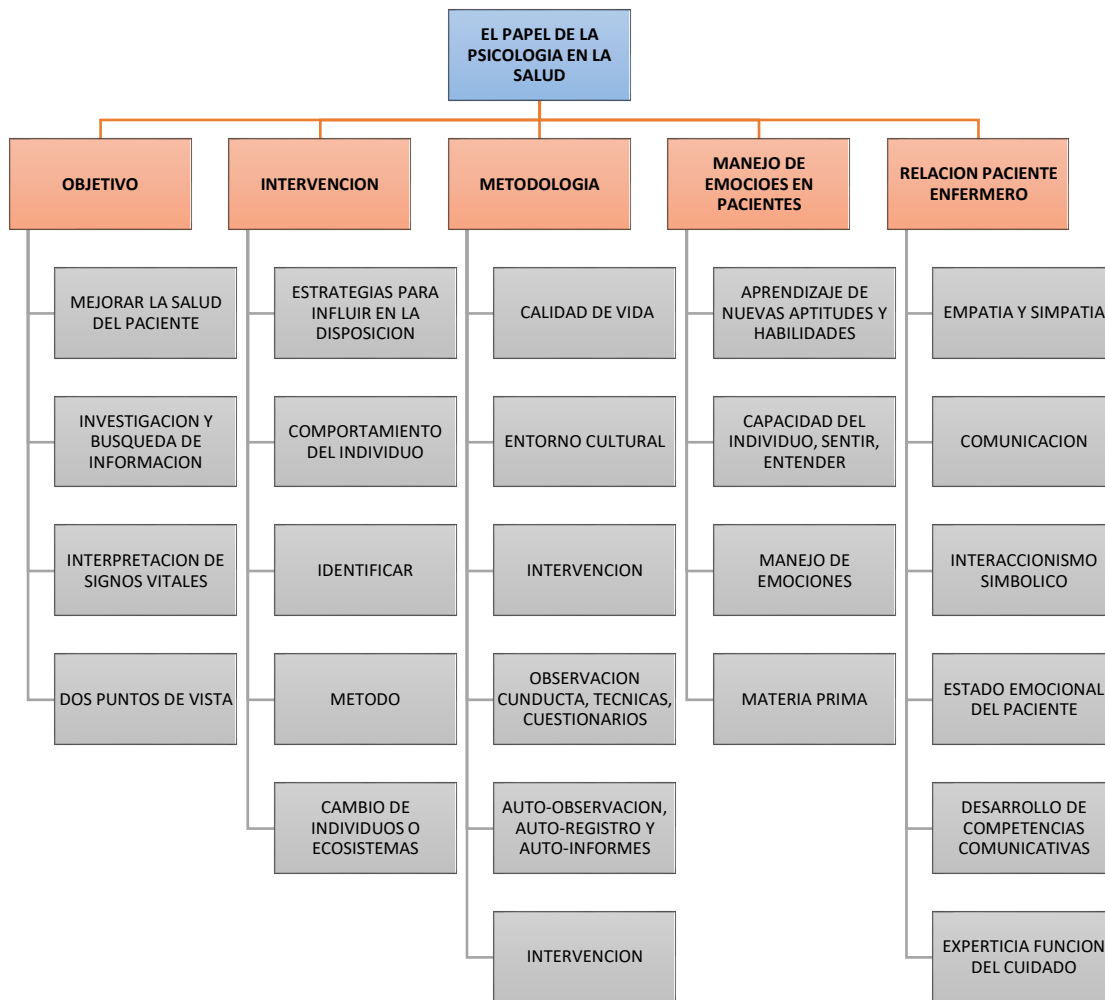 EL PAPEL DE LA
PSICOLOGIA EN LA
SALUD
OBJETIVO
MEJORAR LA SALUD
DEL PACIENTE
INVESTIGACION Y
BUSQUEDA DE
INFORMACION
INTERPRETACION DE
SIGNOS VITALES
DOS PUNTOS DE VISTA
INTERVENCION
ESTRATEGIAS PARA
INFLUIR EN LA
DISPOSICION
COMPORTAMIENTO
DEL INDIVIDUO
IDENTIFICAR
METODO
CAMBIO DE
INDIVIDUOS O
ECOSISTEMAS
METODOLOGIA
CALIDAD DE VIDA
ENTORNO CULTURAL
INTERVENCION
OBSERVACION
CUNDUCTA, TECNICAS,
CUESTIONARIOS
AUTO-OBSERVACION,
AUTO-REGISTRO Y
AUTO-INFORMES
INTERVENCION
MANEJO DE
EMOCIOES EN
PACIENTES
APRENDIZAJE DE
NUEVAS APTITUDES Y
HABILIDADES
CAPACIDAD DEL
INDIVIDUO, SENTIR,
ENTENDER
MANEJO DE
EMOCIONES
MATERIA PRIMA
RELACION PACIENTE
ENFERMERO
EMPATIA Y SIMPATIA
COMUNICACION
INTERACCIONISMO
SIMBOLICO
ESTADO EMOCIONAL
DEL PACIENTE
DESARROLLO DE
COMPETENCIAS
COMUNICATIVAS
EXPERTICIA FUNCION
DEL CUIDADO